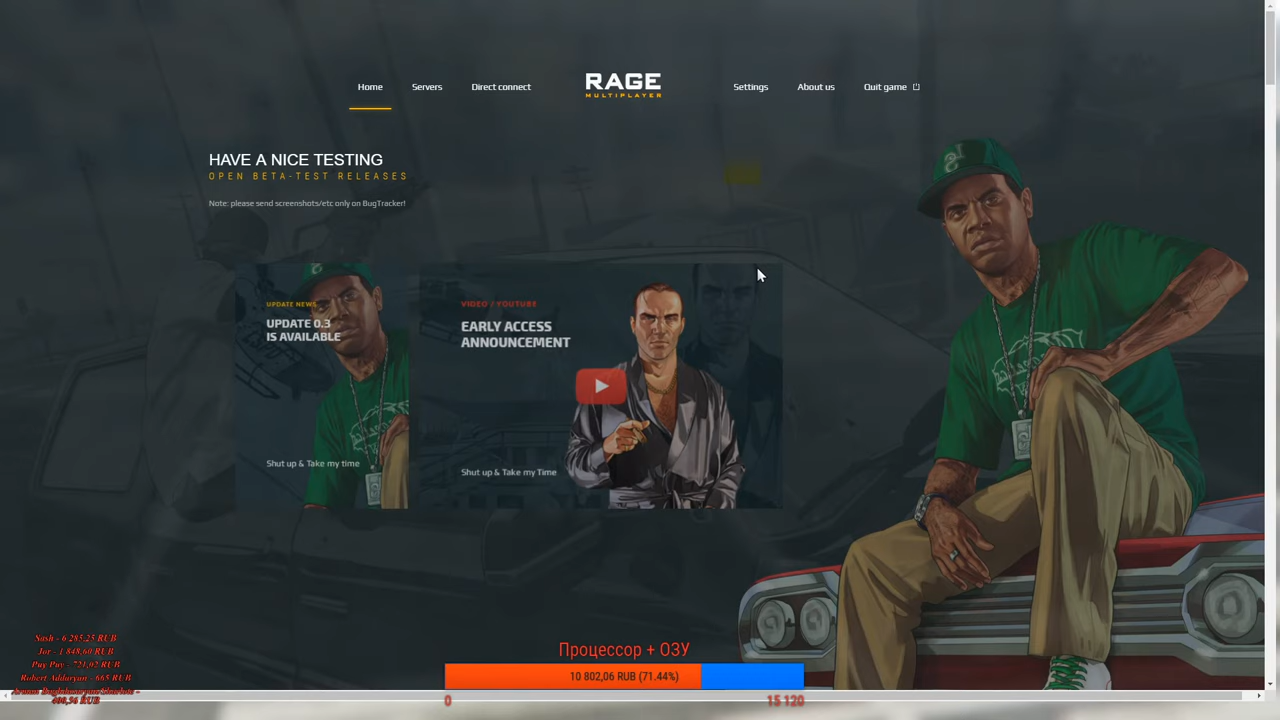 Home
Servers
Direct connect
RAGE
MULTIPLAYER
Settings
About us
Quit game
HAVE A NICE TESTING
OPEN BETA-TEST RELEASES
Note: please send screenshots/etc only on BugTracker!
UPDATE NEWS
UPDATE 0.3
IS AVAILABLE
Shut up & Take my time
VIDEO / YOUTUBE
EARLY ACCESS
ANNOUNCEMENT
Shut up & Take my Time
Nash - 6 285,25 RUB
Jor - 1 848,60 RUB
Puy Puy - 721,02 RUB
Robert Addaryan - 665 RUB
Процессор + ОЗУ
10 802,06 RUB (71.44%)
0
15 120